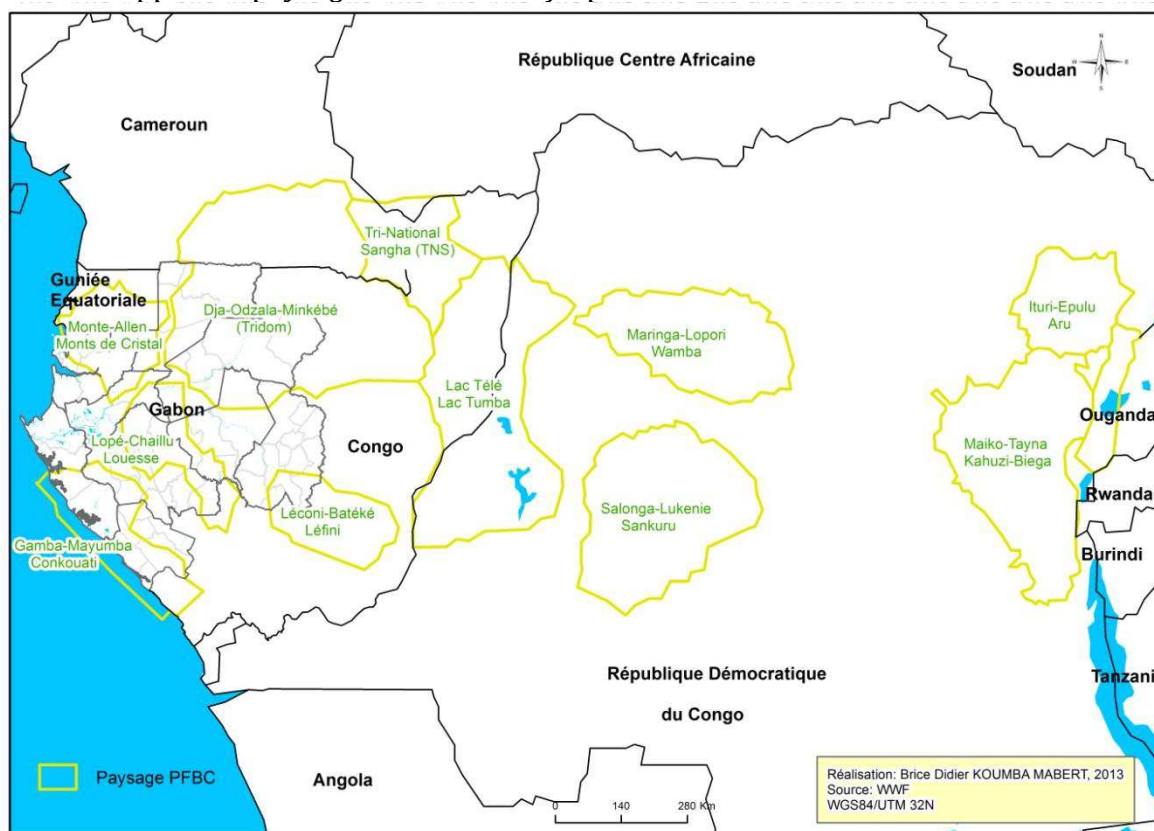 République Centre Africaine
Soudan
N
W E
S
Cameroun
Tri-National
Sangha (TNS)
Guniée
Equatoriale
Monte-Allen
Monts de Cristal
Dja-Odzala-Minkébé
(Tridom)
Ituri-Epulu
Aru
Maringa-Lopori
Wamba
Lac Télé
Lac Tumba
Gabon
Congo
Ouganda
Lopé-Chaillu
Louesse
Maiko-Tayna
Kahuzi-Biega
Rwanda
Léconi-Batéké
Léfini
Salonga-Lukenie
Sankuru
Gamba-Mayumba
Conkouati
Burindi
République Démocratique
du Congo
Tanzani
Paysage PFBC
Angola
0 140 280 Km
Réalisation: Brice Didier KOUMBA MABERT, 2013
Source: WWF
WGS84/UTM 32N